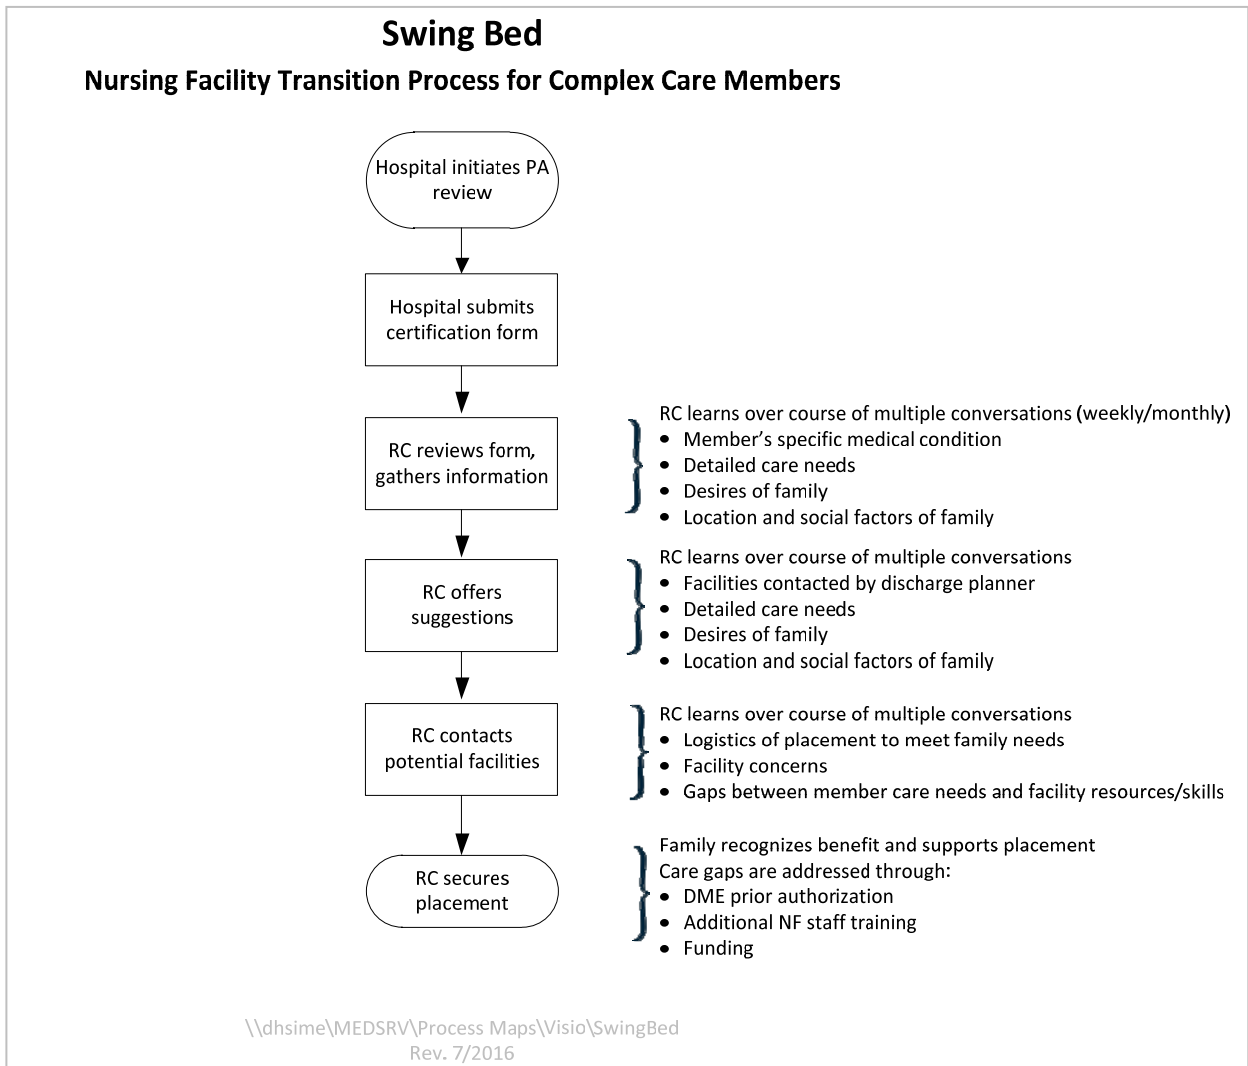 Swing Bed
Nursing Facility Transition Process for Complex Care Members
Hospital initiates PA
review
Hospital submits
certification form
RC reviews form,
gathers information
RC learns over course of multiple conversations (weekly/monthly)
• Member's specific medical condition
• Detailed care needs
• Desires of family
• Location and social factors of family
RC offers
suggestions
RC learns over course of multiple conversations
• Facilities contacted by discharge planner
• Detailed care needs
• Desires of family
• Location and social factors of family
RC contacts
potential facilities
RC learns over course of multiple conversations
• Logistics of placement to meet family needs
• Facility concerns
• Gaps between member care needs and facility resources/skills
RC secures
placement
Family recognizes benefit and supports placement
Care gaps are addressed through:
• DME prior authorization
• Additional NF staff training
• Funding
\\dhsime\MEDSRV\Process Maps\Visio\SwingBed
Rev. 7/2016